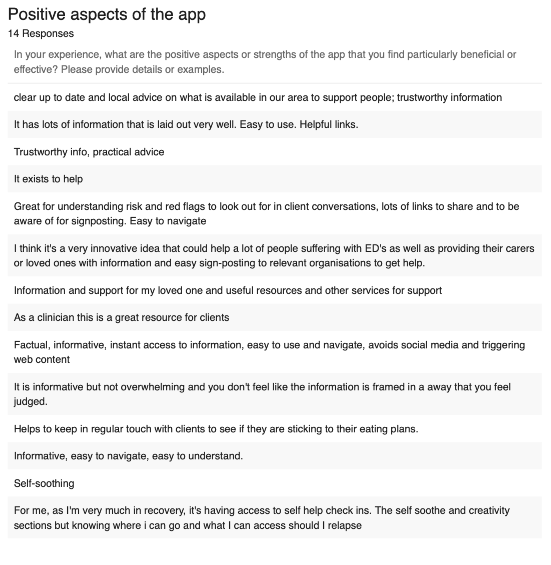 Positive aspects of the app
14 Responses
In your experience, what are the positive aspects or strengths of the app that you find particularly beneficial or
effective? Please provide details or examples.
clear up to date and local advice on what is available in our area to support people; trustworthy information
It has lots of information that is laid out very well. Easy to use. Helpful links.
Trustworthy info, practical advice
It exists to help
Great for understanding risk and red flags to look out for in client conversations, lots of links to share and to be
aware of for signposting. Easy to navigate
I think it's a very innovative idea that could help a lot of people suffering with ED's as well as providing their carers
or loved ones with information and easy sign-posting to relevant organisations to get help.
Information and support for my loved one and useful resources and other services for support
As a clinician this is a great resource for clients
Factual, informative, instant access to information, easy to use and navigate, avoids social media and triggering
web content
It is informative but not overwhelming and you don't feel like the information is framed in a away that you feel
judged.
Helps to keep in regular touch with clients to see if they are sticking to their eating plans.
Informative, easy to navigate, easy to understand.
Self-soothing
For me, as I'm very much in recovery, it's having access to self help check ins. The self soothe and creativity
sections but knowing where i can go and what I can access should I relapse